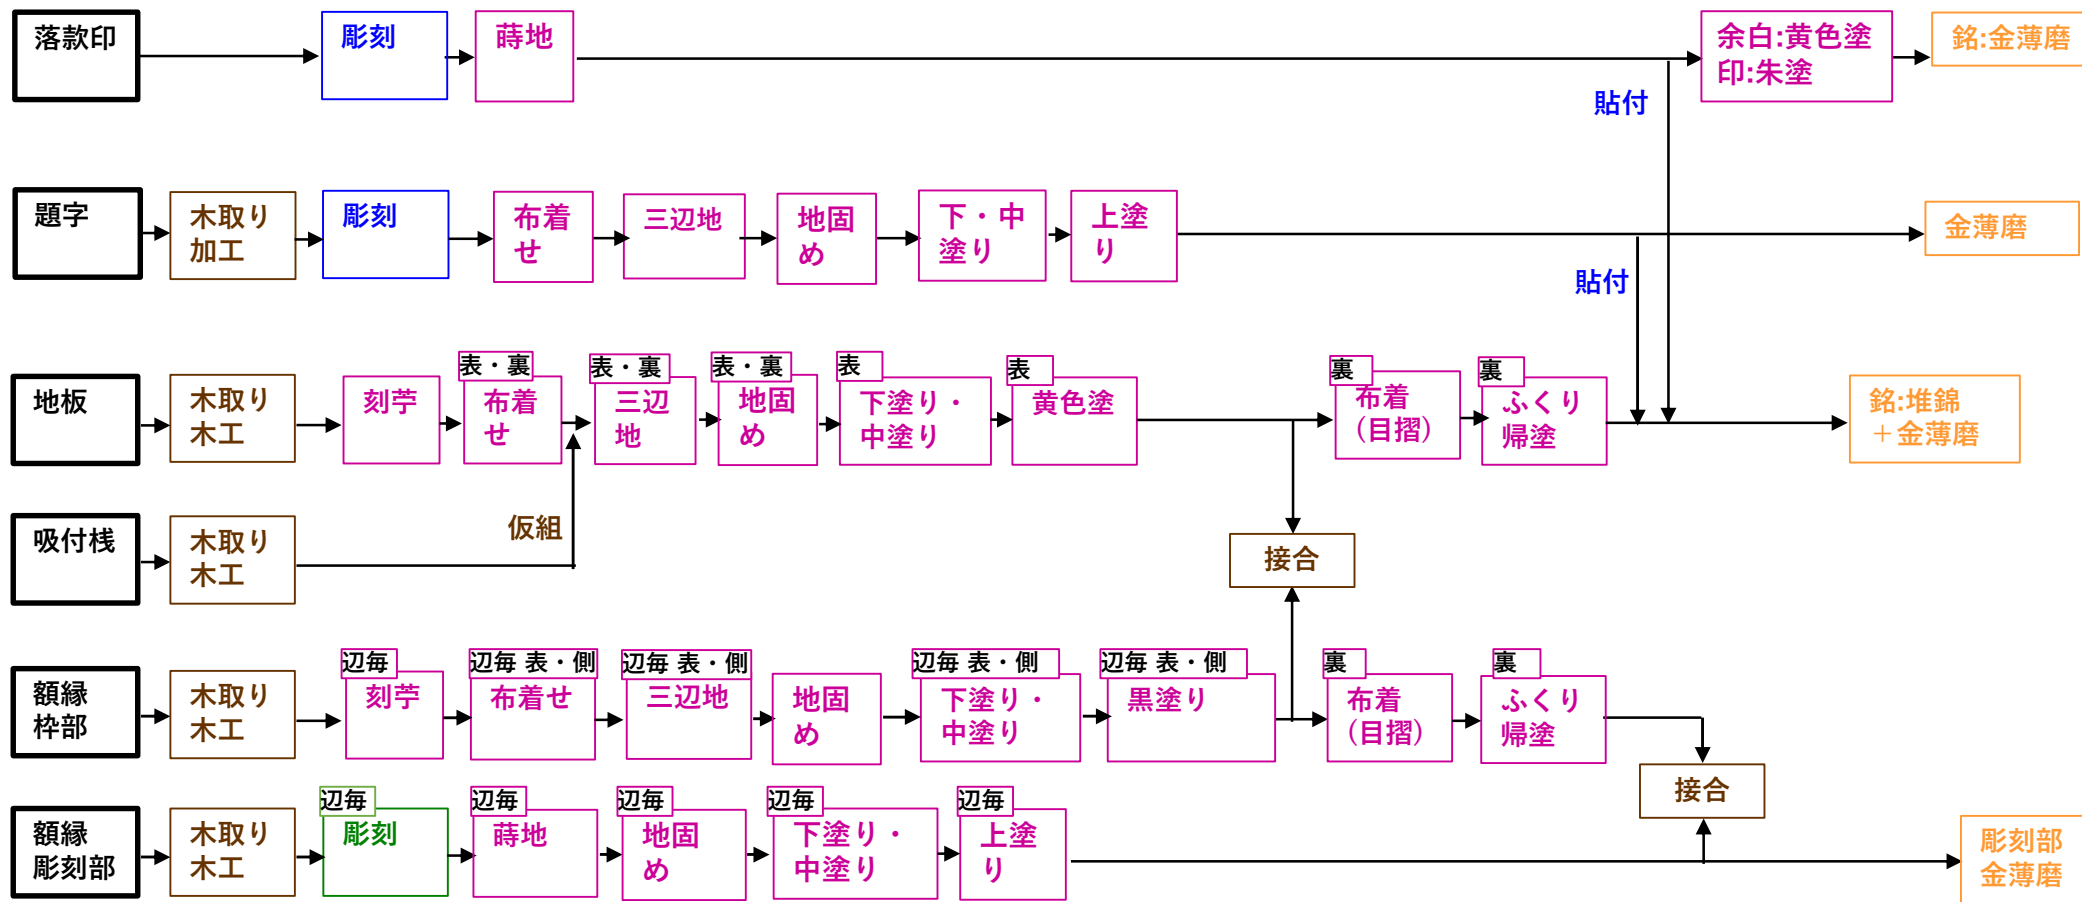 落款印
彫刻
蒔地
余白:黄色塗
印:朱塗
銘:金薄磨
貼付
題字
木取り
加工
彫刻
布着
せ
三辺地
地固
め
下・中
塗り
上塗
り
金薄磨
貼付
地板
木取り
木工
刻苧
表・裏
布着
せ
表・裏
三辺
地
表・裏
地固
め
表
下塗り・
中塗り
表
黄色塗
裏
布着
(目摺)
裏
ふくり
帰塗
銘:堆錦
＋金薄磨
吸付桟
木取り
木工
仮組
接合
額縁
枠部
木取り
木工
辺毎
刻苧
辺毎 表・側
布着せ
辺毎 表・側
三辺地
地固
め
辺毎 表・側
下塗り・
中塗り
辺毎 表・側
黒塗り
裏
布着
(目摺)
裏
ふくり
帰塗
接合
額縁
彫刻部
木取り
木工
辺毎
彫刻
辺毎
蒔地
辺毎
地固
め
辺毎
下塗り・
中塗り
辺毎
上塗
り
彫刻部
金薄磨